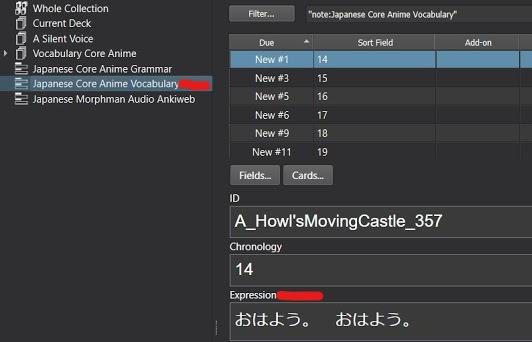 Whole Collection
Current Deck
A Silent Voice
Vocabulary Core Anime
Japanese Core Anime Grammar
Japanese Core Anime Vocabulary
Japanese Morphman Audio Ankiweb
Filter... "note:Japanese Core Anime Vocabulary"
Due Sort Field Add-on
New #1 14
New #3 15
New #5 16
New #6 17
New #9 18
New #11 19
Fields... Cards...
ID
A_Howl'sMovingCastle_357
Chronology
14
Expression
おはよう。 おはよう。